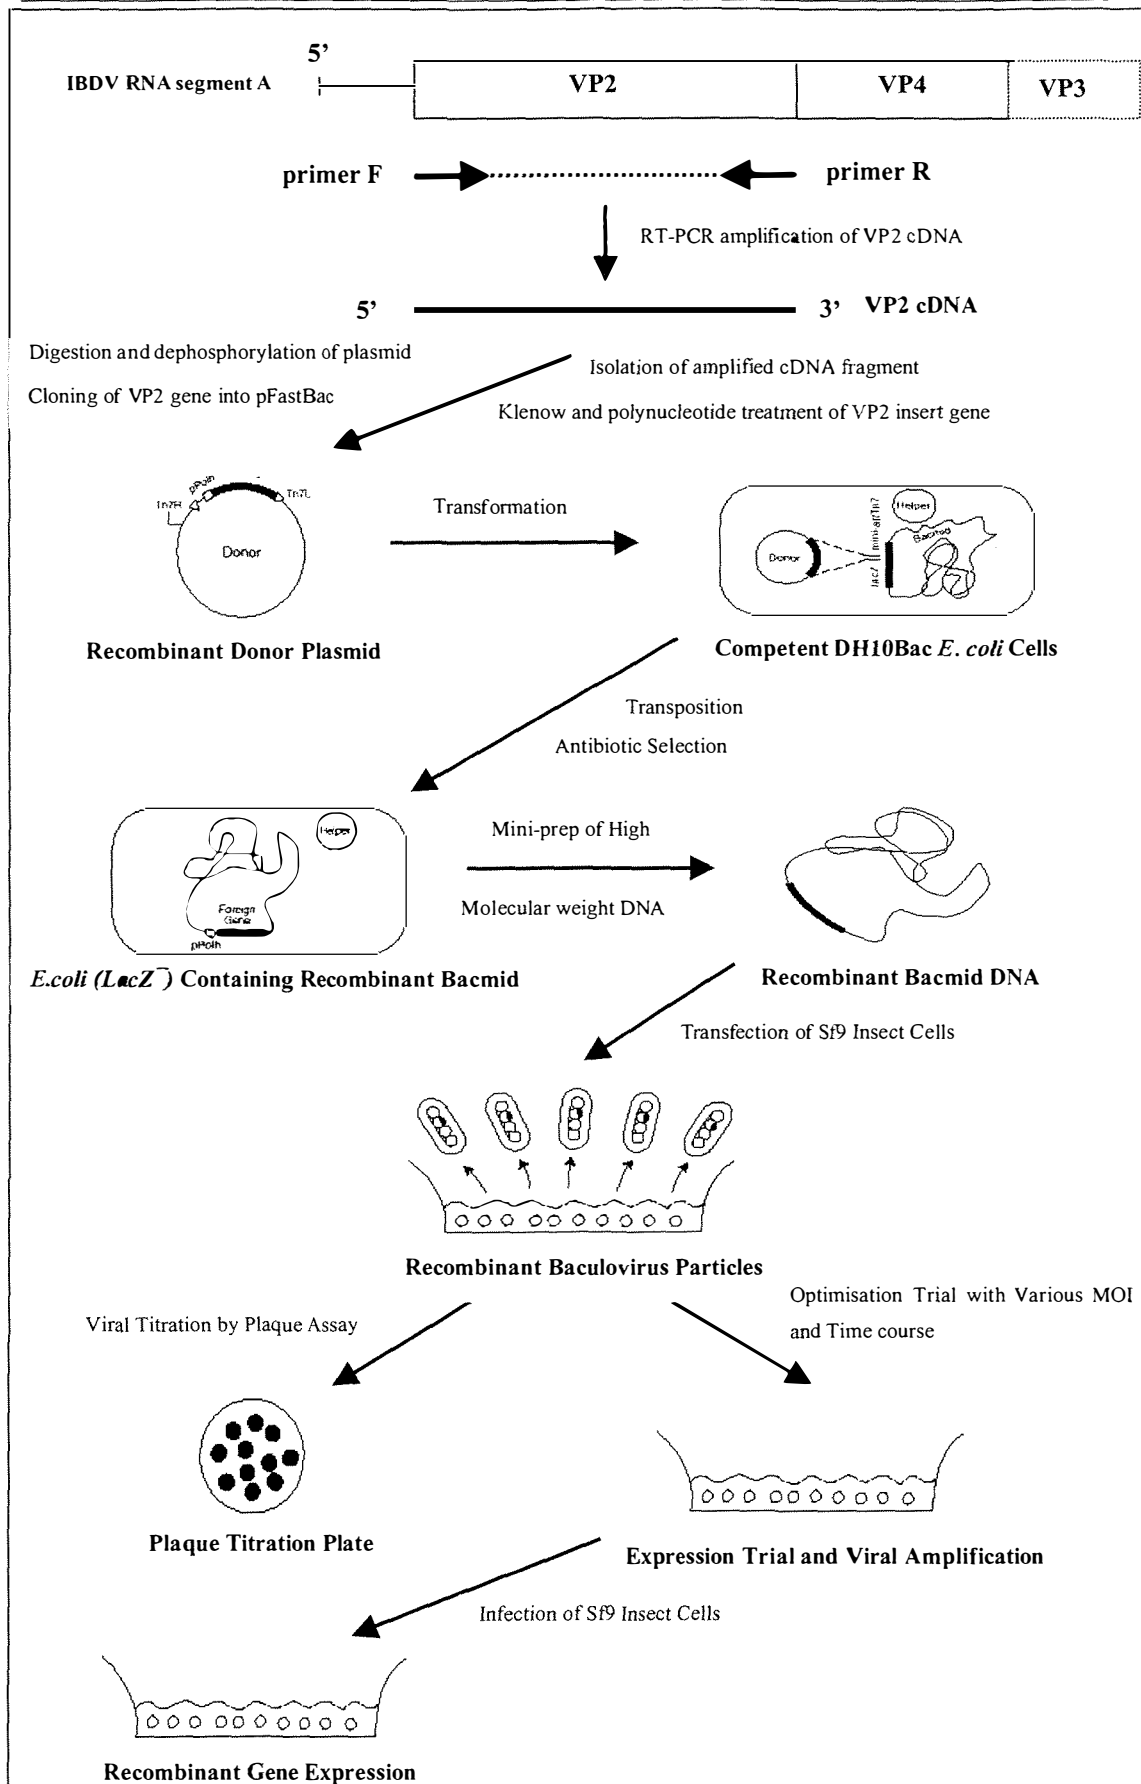 5’
IBDV RNA segment A
VP2
VP4
VP3
primer F
primer R
RT-PCR amplification of VP2 cDNA
5’
3’ VP2 cDNA
Digestion and dephosphorylation of plasmid
Isolation of amplified cDNA fragment
Cloning of VP2 gene into pFastBac
Klenow and polynucleotide treatment of VP2 insert gene
pPolh
Tn7R
Tn7L
Donor
Transformation
Helper
Bacmid
Donor
lacZ
mini-attTn7
Recombinant Donor Plasmid
Competent DH10Bac E. coli Cells
Transposition
Antibiotic Selection
Helper
Foreign
Gene
pPolh
Mini-prep of High
Molecular weight DNA
E.coli (LacZ⁻) Containing Recombinant Bacmid
Recombinant Bacmid DNA
Transfection of Sf9 Insect Cells
Recombinant Baculovirus Particles
Viral Titration by Plaque Assay
Optimisation Trial with Various MOI
and Time course
Plaque Titration Plate
Expression Trial and Viral Amplification
Infection of Sf9 Insect Cells
Recombinant Gene Expression